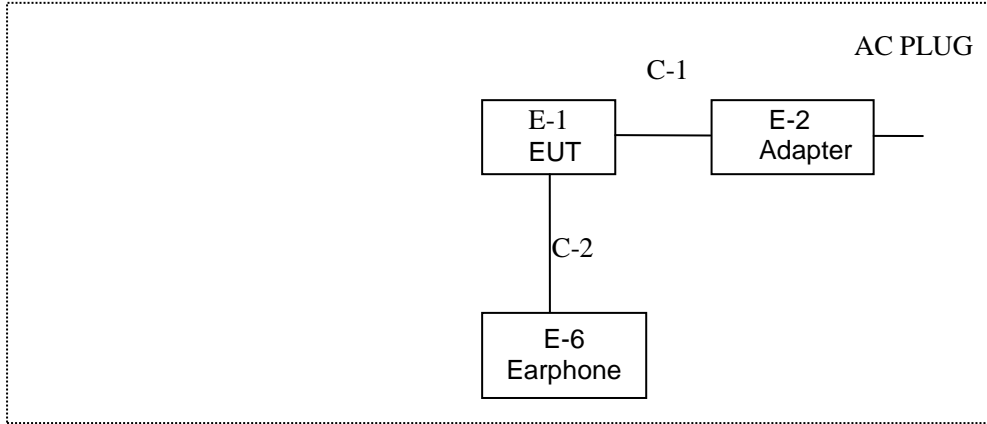 AC PLUG
C-1
E-1
EUT
E-2
Adapter
C-2
E-6
Earphone